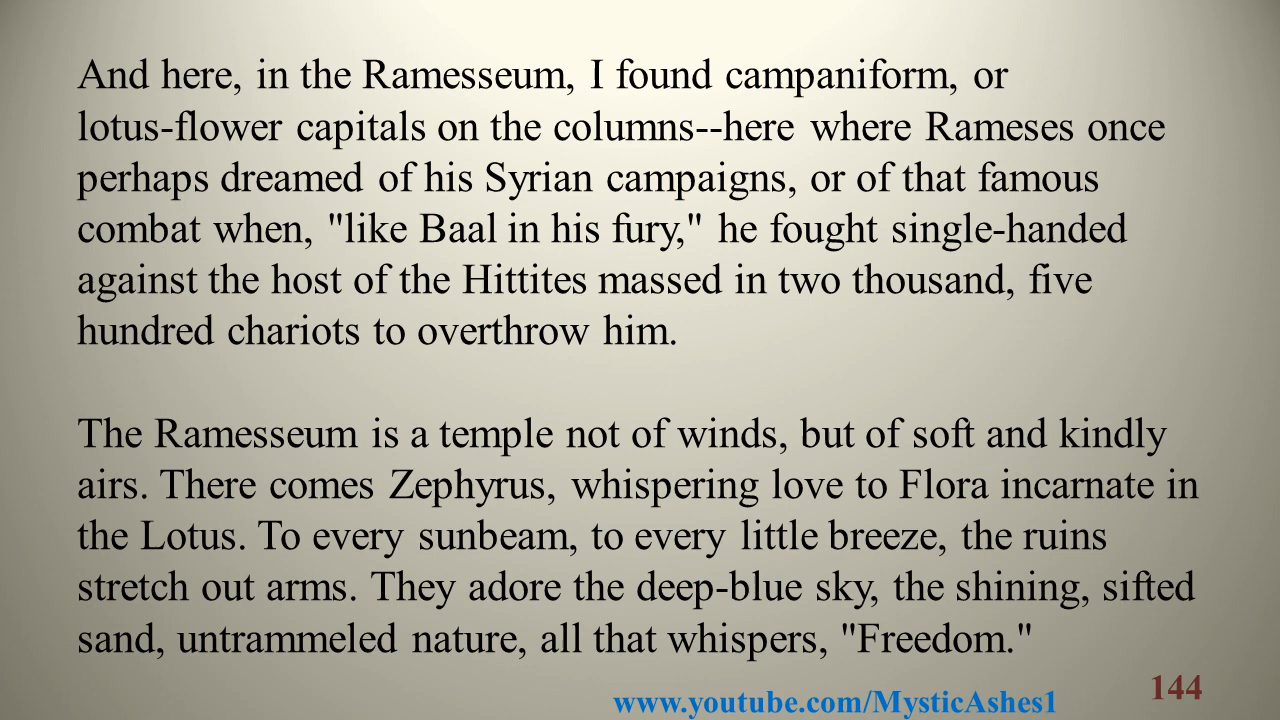 And here, in the Ramesseum, I found campaniform, or
lotus-flower capitals on the columns--here where Rameses once
perhaps dreamed of his Syrian campaigns, or of that famous
combat when, "like Baal in his fury," he fought single-handed
against the host of the Hittites massed in two thousand, five
hundred chariots to overthrow him.

The Ramesseum is a temple not of winds, but of soft and kindly
airs. There comes Zephyrus, whispering love to Flora incarnate in
the Lotus. To every sunbeam, to every little breeze, the ruins
stretch out arms. They adore the deep-blue sky, the shining, sifted
sand, untrammeled nature, all that whispers, "Freedom."
www.youtube.com/MysticAshes1
144